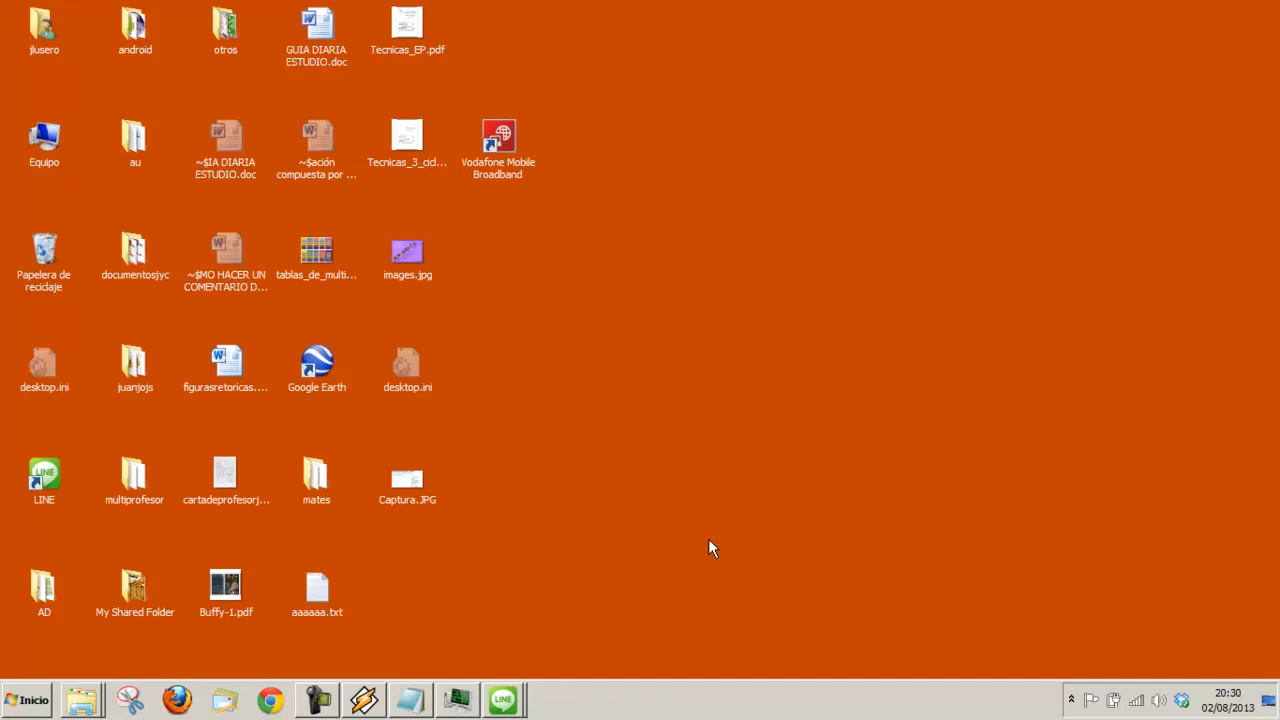 jlusero
android
otros
GUIA DIARIA
ESTUDIO.doc
Tecnicas_EP.pdf
Equipo
au
~$IA DIARIA
ESTUDIO.doc
~$ación
compuesta por ...
Tecnicas_3_cicl...
Vodafone Mobile
Broadband
Papelera de
reciclaje
documentosjyc
~$MO HACER UN
COMENTARIO D...
tablas_de_multi...
images.jpg
desktop.ini
juanjojs
figurasretoricas....
Google Earth
desktop.ini
LINE
LINE
multiprofesor
cartadeprofesorj...
mates
Captura.JPG
AD
My Shared Folder
Buffy-1.pdf
aaaaaa.txt
Inicio
LINE
20:30
02/08/2013